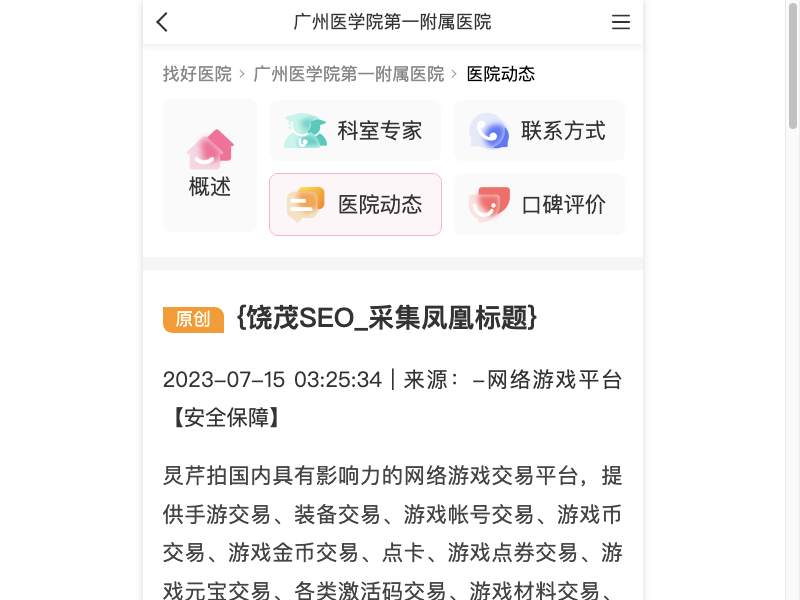 广州医学院第一附属医院
找好医院 > 广州医学院第一附属医院 > 医院动态
概述
科室专家
联系方式
医院动态
口碑评价
原创 {饶茂SEO_采集凤凰标题}
2023-07-15 03:25:34 | 来源：-网络游戏平台
【安全保障】
炅芹拍国内具有影响力的网络游戏交易平台，提
供手游交易、装备交易、游戏帐号交易、游戏币
交易、游戏金币交易、点卡、游戏点券交易、游
戏元宝交易、各类激活码交易、游戏材料交易、